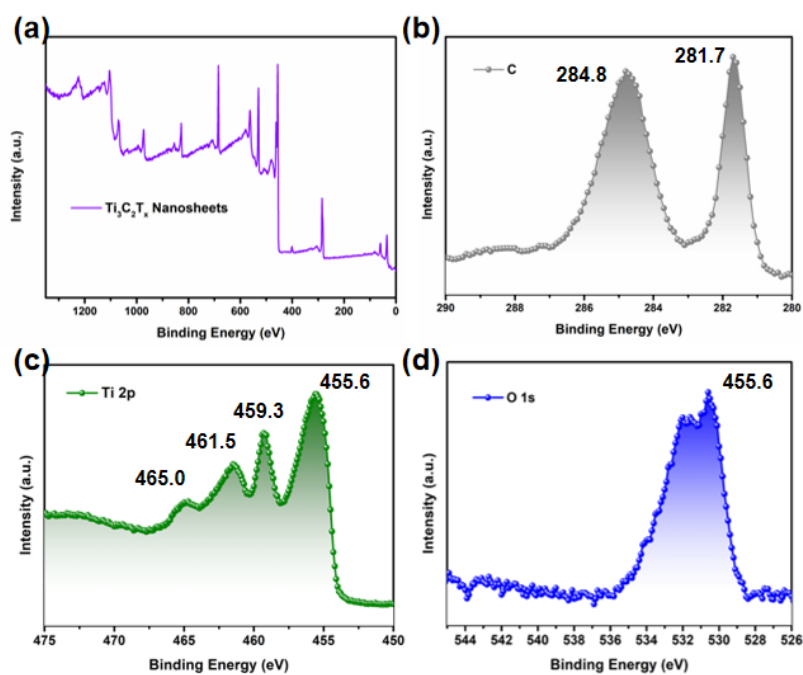 (a)
Intensity (a.u.)
Ti₃C₂Tₓ Nanosheets
1200 1000 800 600 400 200 0
Binding Energy (eV)
(b)
Intensity (a.u.)
C
284.8
281.7
290 288 286 284 282 280
Binding Energy (eV)
(c)
Intensity (a.u.)
Ti 2p
465.0
461.5
459.3
455.6
475 470 465 460 455 450
Binding Energy (eV)
(d)
Intensity (a.u.)
O 1s
455.6
544 542 540 538 536 534 532 530 528 526
Binding Energy (eV)